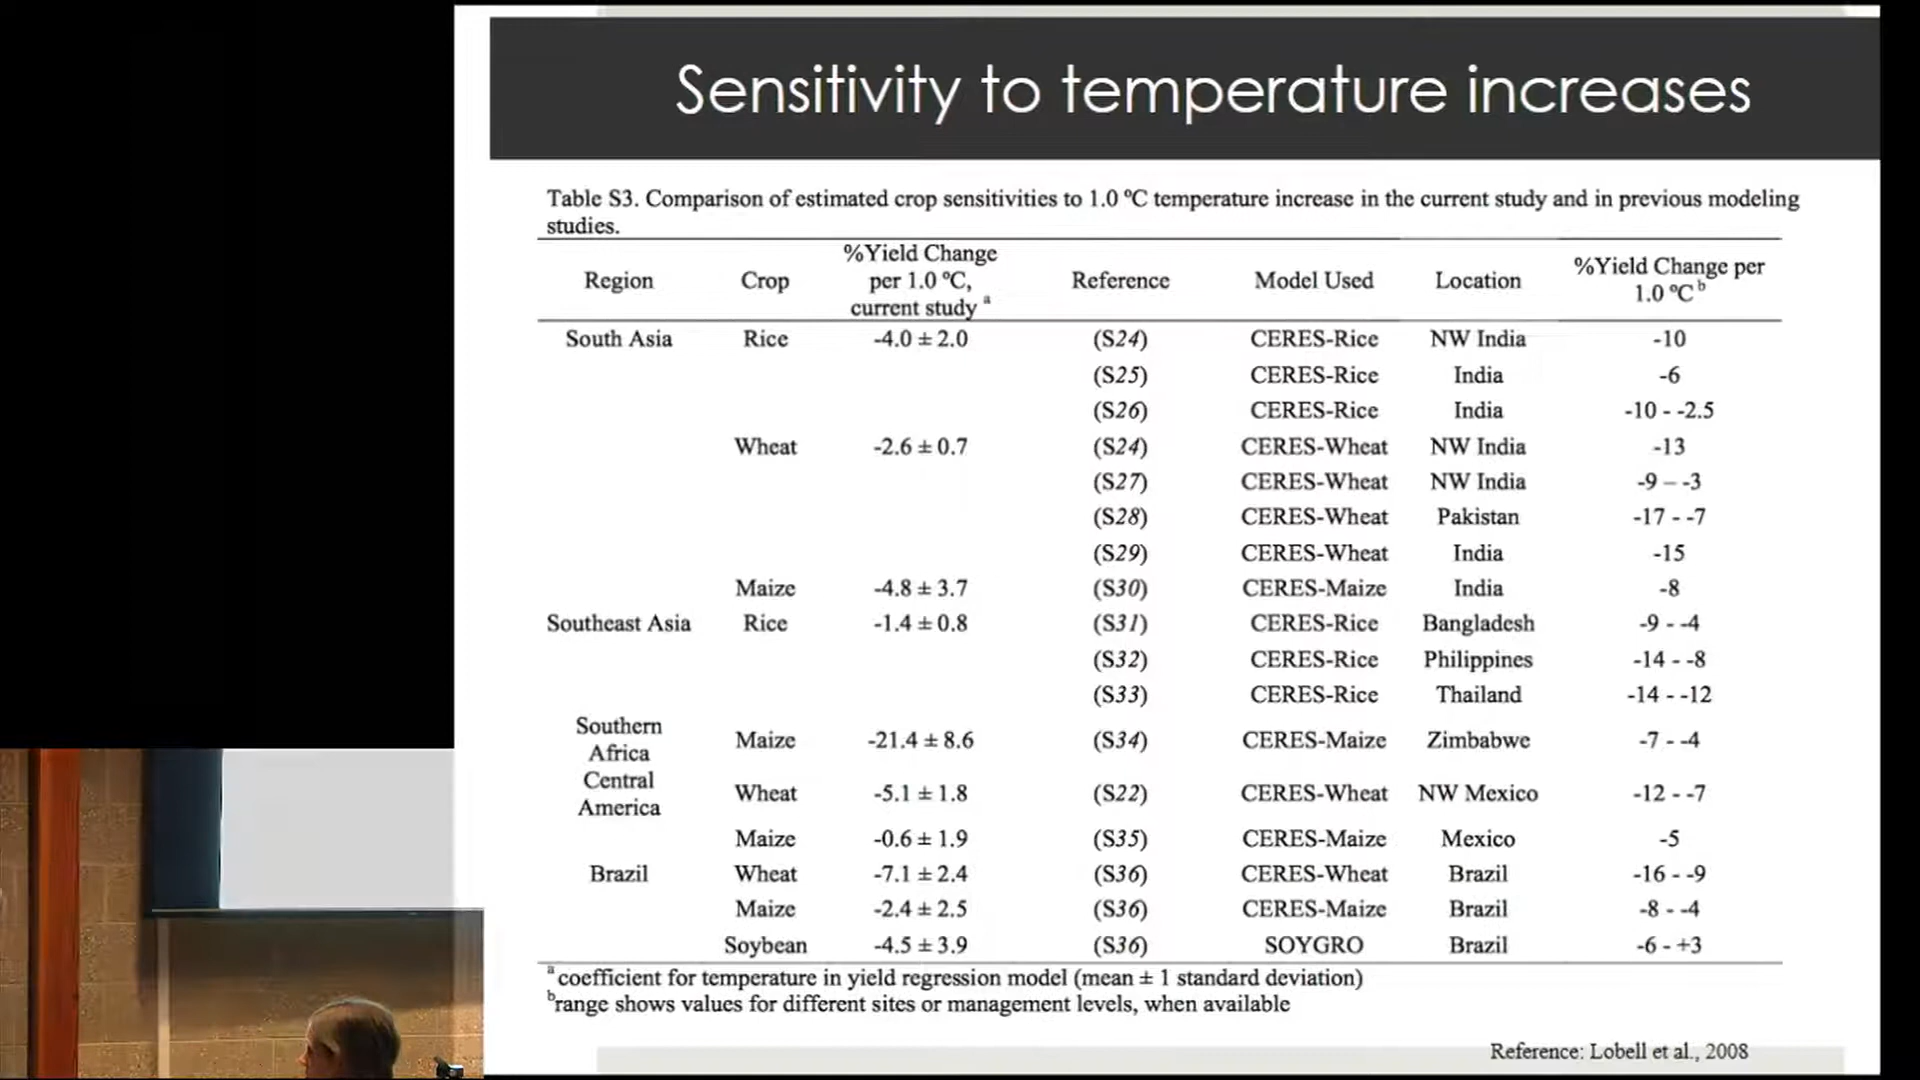 Sensitivity to temperature increases
Table S3. Comparison of estimated crop sensitivities to 1.0 ºC temperature increase in the current study and in previous modeling
studies.
Region Crop %Yield Change per 1.0 ºC, current study a Reference Model Used Location %Yield Change per 1.0 ºC b
South Asia Rice -4.0 ± 2.0 (S24) CERES-Rice NW India -10
(S25) CERES-Rice India -6
(S26) CERES-Rice India -10 - -2.5
Wheat -2.6 ± 0.7 (S24) CERES-Wheat NW India -13
(S27) CERES-Wheat NW India -9 – -3
(S28) CERES-Wheat Pakistan -17 - -7
(S29) CERES-Wheat India -15
Maize -4.8 ± 3.7 (S30) CERES-Maize India -8
Southeast Asia Rice -1.4 ± 0.8 (S31) CERES-Rice Bangladesh -9 - -4
(S32) CERES-Rice Philippines -14 - -8
(S33) CERES-Rice Thailand -14 - -12
Southern Africa Maize -21.4 ± 8.6 (S34) CERES-Maize Zimbabwe -7 - -4
Central America Wheat -5.1 ± 1.8 (S22) CERES-Wheat NW Mexico -12 - -7
Maize -0.6 ± 1.9 (S35) CERES-Maize Mexico -5
Brazil Wheat -7.1 ± 2.4 (S36) CERES-Wheat Brazil -16 - -9
Maize -2.4 ± 2.5 (S36) CERES-Maize Brazil -8 - -4
Soybean -4.5 ± 3.9 (S36) SOYGRO Brazil -6 - +3
a coefficient for temperature in yield regression model (mean ± 1 standard deviation)
b range shows values for different sites or management levels, when available
Reference: Lobell et al., 2008